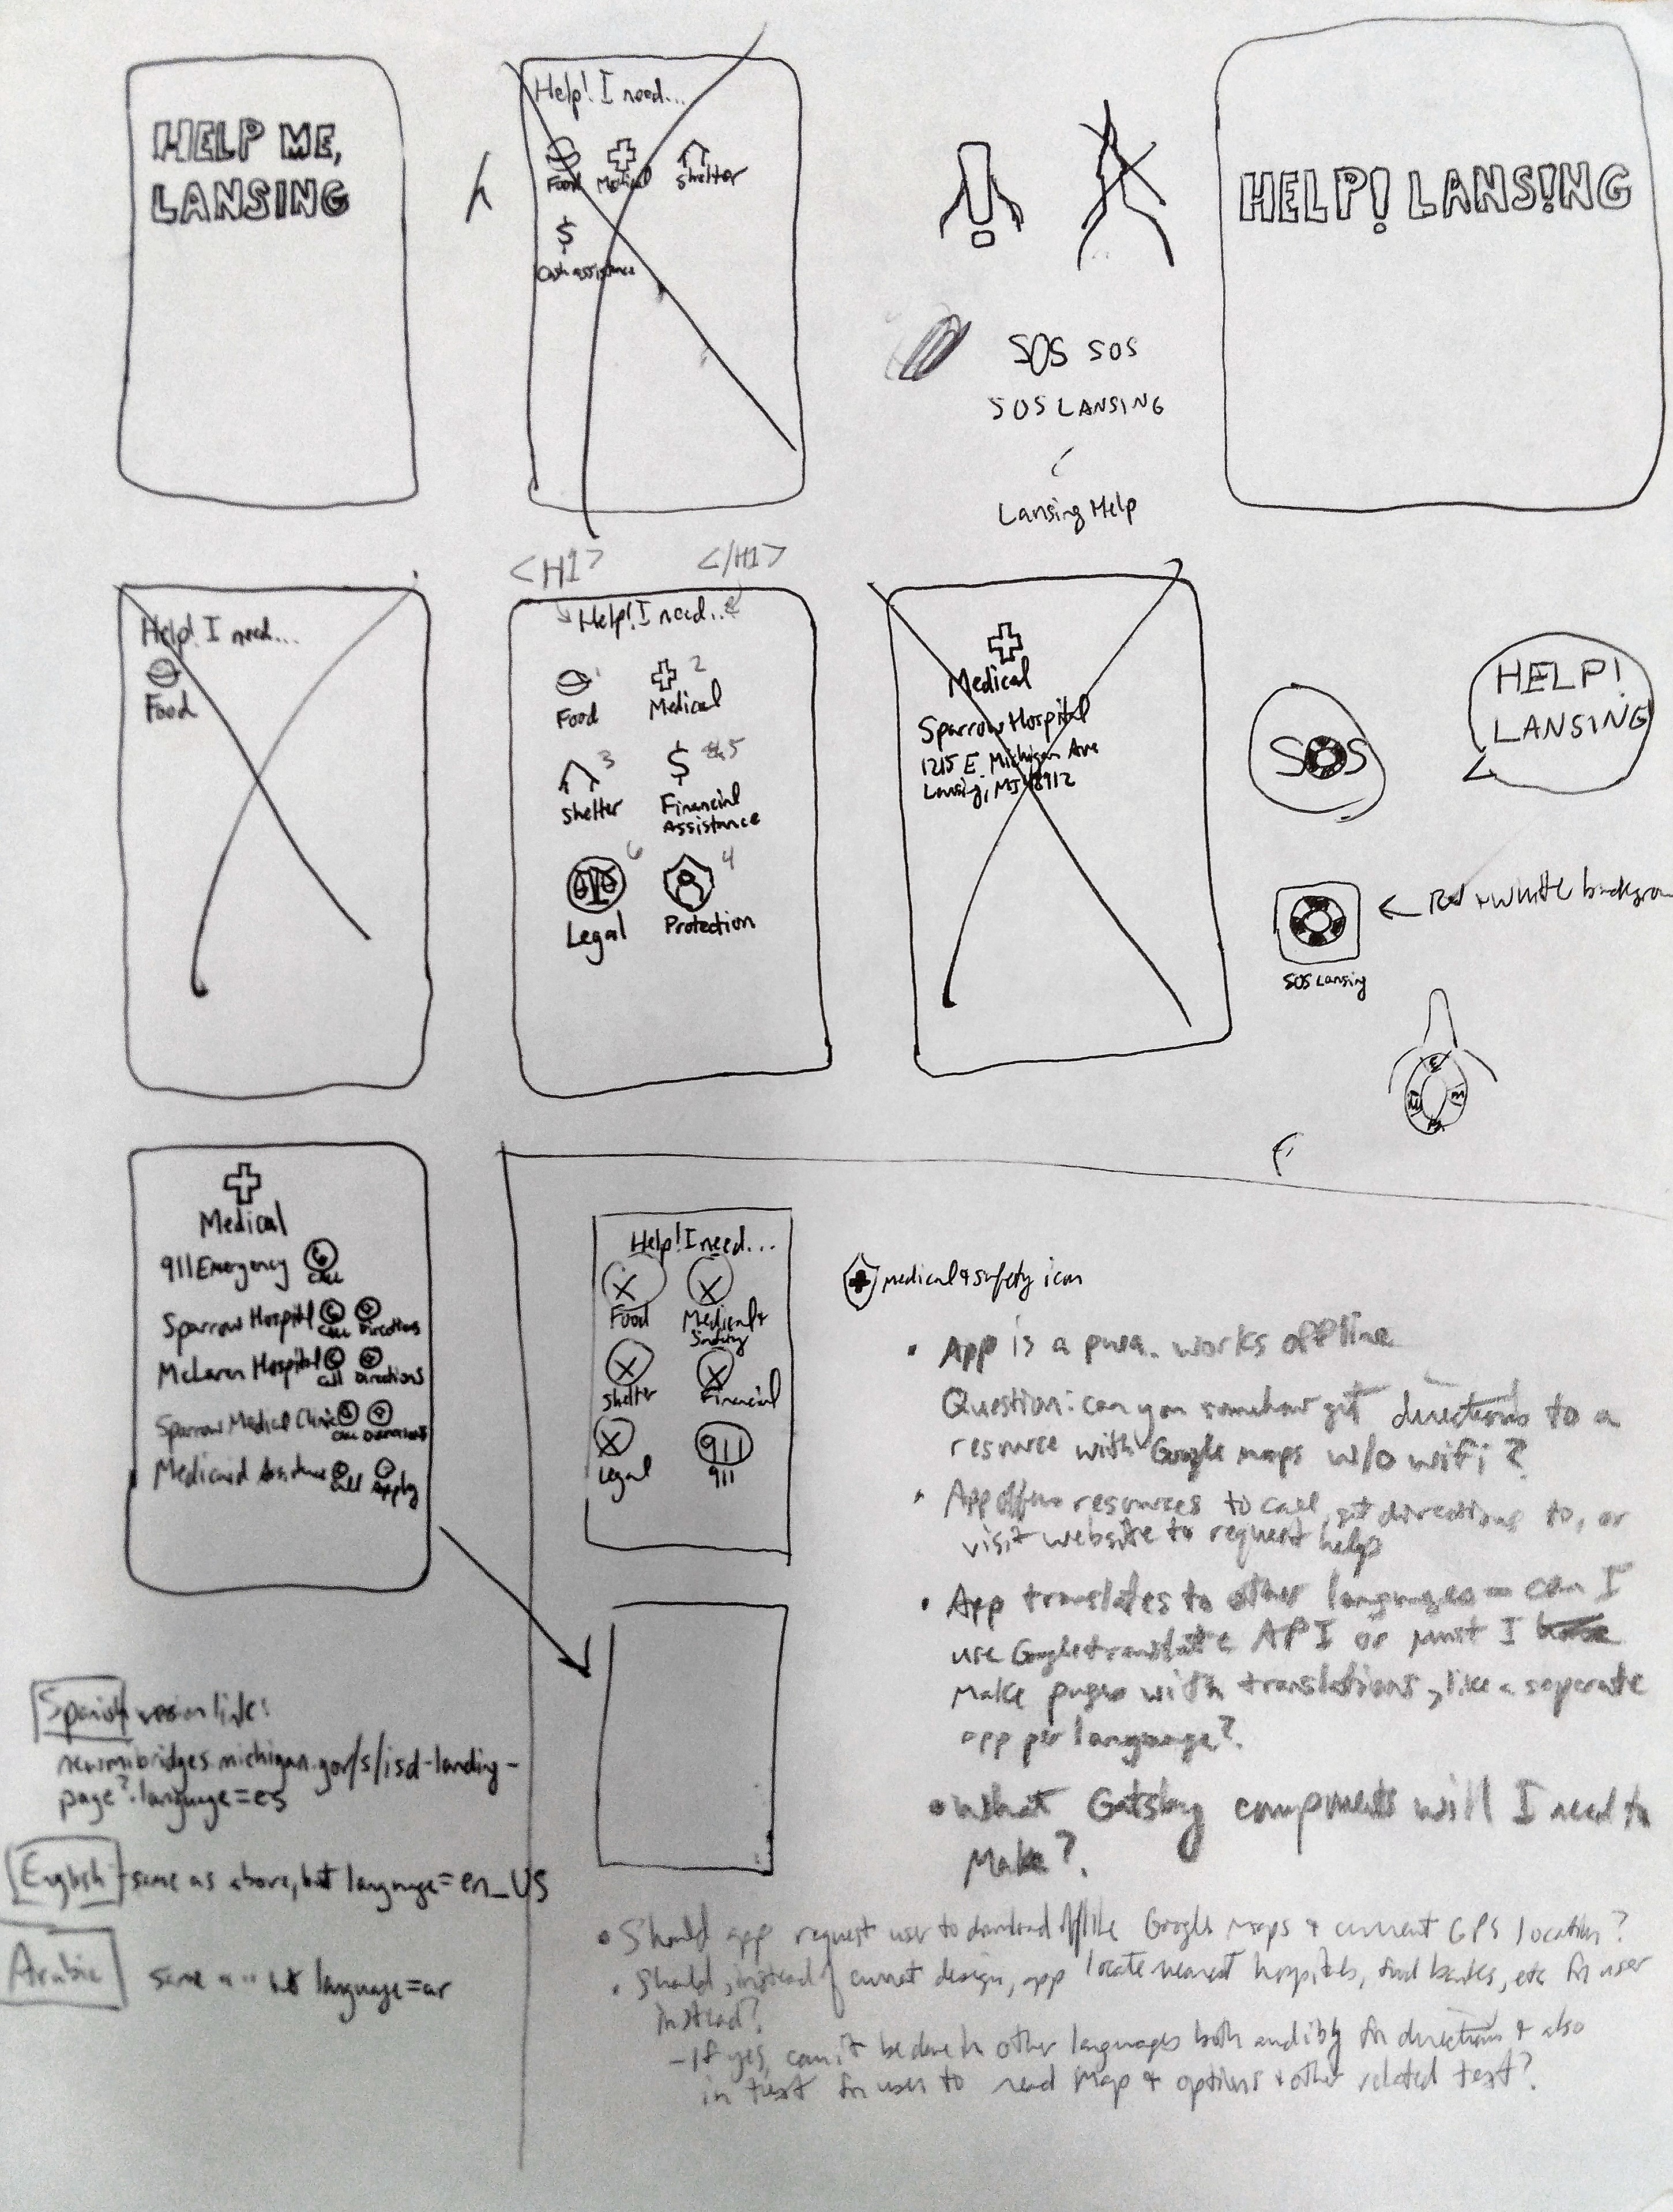 HELP ME,
LANSING
Help! I need...
Food Medical Shelter
$
Cash assistance
SOS SOS
SOS LANSING
Lansing Help
HELP! LANS!NG
Help! I need...
Food
<H1> </H1>
Help! I need...
1 2
Food Medical
3 $ 5
Shelter Financial
Assistance
6 4
Legal Protection
Medical
Sparrow Hospital
1215 E. Michigan Ave
Lansing, MI 48912
SOS
HELP!
LANSING
Red + White
SOS Lansing
Medical
911 Emergency Call
Sparrow Hospital Call Directions
McLaren Hospital Call Directions
Sparrow Medical Clinic Call Directions
Medicaid Assistance Call Apply
Help! I need...
Food Medical +
Safety
Shelter Financial
Legal 911
911
medical & safety icon
• App is a pwa. works offline
Question: can you somehow get directions to a
resource with Google maps w/o wifi?
• App offers resources to call, get directions to, or
visit website to request help
• App translates to other languages - can I
use Google translate API or must I
make pages with translations, like a separate
app per language?
• What Gatsby components will I need to
Make?
Spanish version link:
newmibridges.michigan.gov/s/isd-landing-
page?language=es
English - same as above, but language=en_US
Arabic same a " but language=ar
• Should app request user to download offline Google Maps & current GPS location?
• Should, instead of current design, app locate nearest hospitals, food banks, etc for user
instead?
- If yes, can it be done in other languages both audibly for directions & also
in text for user to read Map & options & other related text?